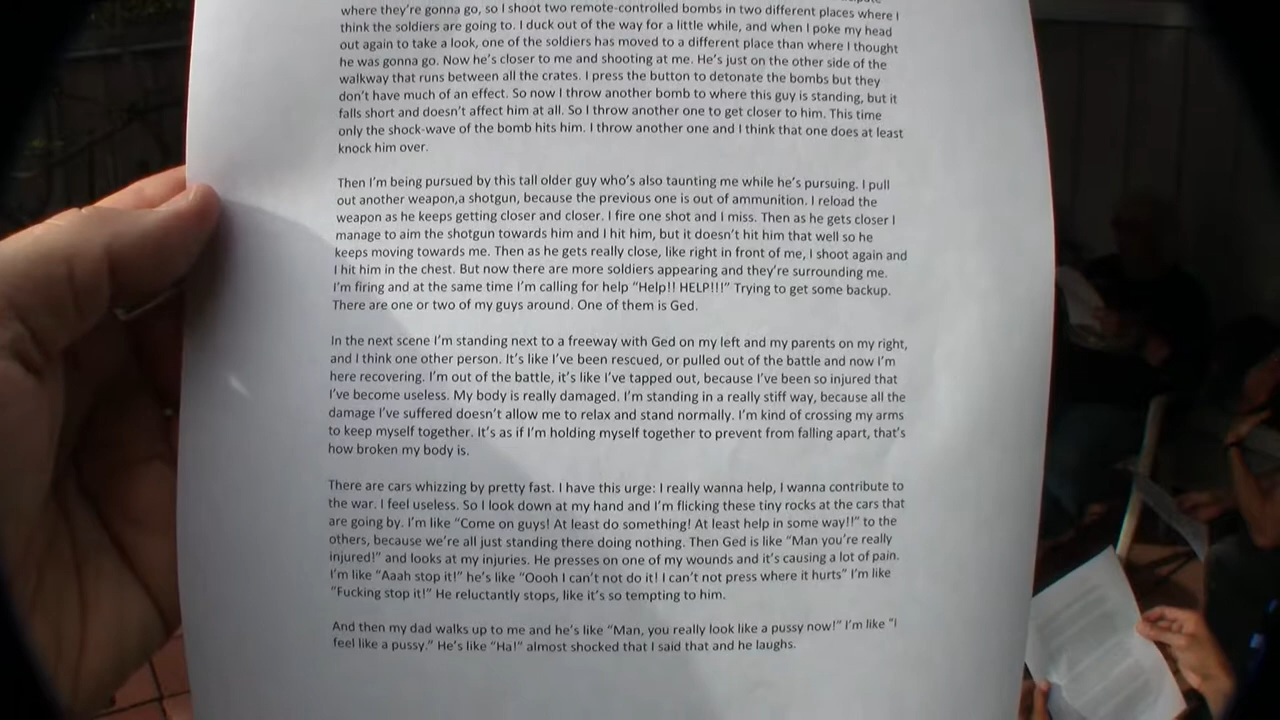 where they're gonna go, so I shoot two remote-controlled bombs in two different places where I
think the soldiers are going to. I duck out of the way for a little while, and when I poke my head
out again to take a look, one of the soldiers has moved to a different place than where I thought
he was gonna go. Now he's closer to me and shooting at me. He's just on the other side of the
walkway that runs between all the crates. I press the button to detonate the bombs but they
don't have much of an effect. So now I throw another bomb to where this guy is standing, but it
falls short and doesn't affect him at all. So I throw another one to get closer to him. This time
only the shock-wave of the bomb hits him. I throw another one and I think that one does at least
knock him over.
Then I'm being pursued by this tall older guy who's also taunting me while he's pursuing. I pull
out another weapon,a shotgun, because the previous one is out of ammunition. I reload the
weapon as he keeps getting closer and closer. I fire one shot and I miss. Then as he gets closer I
manage to aim the shotgun towards him and I hit him, but it doesn't hit him that well so he
keeps moving towards me. Then as he gets really close, like right in front of me, I shoot again and
I hit him in the chest. But now there are more soldiers appearing and they're surrounding me.
I'm firing and at the same time I'm calling for help "Help!! HELP!!!" Trying to get some backup.
There are one or two of my guys around. One of them is Ged.
In the next scene I'm standing next to a freeway with Ged on my left and my parents on my right,
and I think one other person. It's like I've been rescued, or pulled out of the battle and now I'm
here recovering. I'm out of the battle, it's like I've tapped out, because I've been so injured that
I've become useless. My body is really damaged. I'm standing in a really stiff way, because all the
damage I've suffered doesn't allow me to relax and stand normally. I'm kind of crossing my arms
to keep myself together. It's as if I'm holding myself together to prevent from falling apart, that's
how broken my body is.
There are cars whizzing by pretty fast. I have this urge: I really wanna help, I wanna contribute to
the war. I feel useless. So I look down at my hand and I'm flicking these tiny rocks at the cars that
are going by. I'm like "Come on guys! At least do something! At least help in some way!!" to the
others, because we're all just standing there doing nothing. Then Ged is like "Man you're really
injured!" and looks at my injuries. He presses on one of my wounds and it's causing a lot of pain.
I'm like "Aaah stop it!" he's like "Oooh I can't not do it! I can't not press where it hurts" I'm like
"Fucking stop it!" He reluctantly stops, like it's so tempting to him.
And then my dad walks up to me and he's like "Man, you really look like a pussy now!" I'm like "I
feel like a pussy." He's like "Ha!" almost shocked that I said that and he laughs.